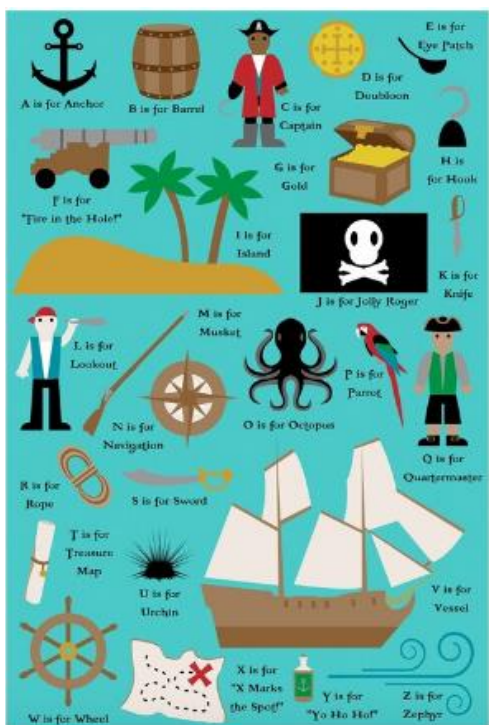 A is for Anchor
B is for Barrel
C is for
Captain
D is for
Doubloon
E is for
Eye Patch
F is for
"Fire in the Hole!"
G is for
Gold
H is
for Hook
I is for
Island
J is for Jolly Roger
K is for
Knife
L is for
Lookout
M is for
Musket
N is for
Navigation
O is for Octopus
P is for
Parrot
Q is for
Quartermaster
R is for
Rope
S is for Sword
T is for
Treasure
Map
U is for
Urchin
V is for
Vessel
W is for Wheel
X is for
"X Marks
the Spot!"
Y is for
"Yo Ho Ho!"
Z is for
Zephyr